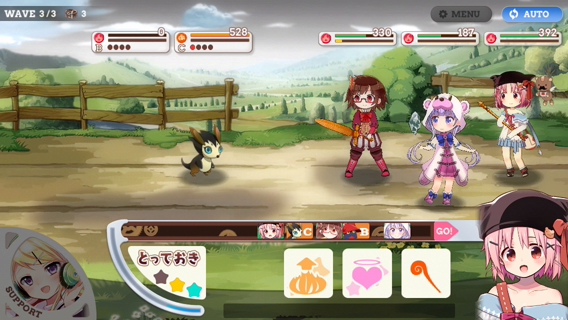 WAVE 3/3 3
MENU
AUTO
0
B
528
C
330
187
392
C B GO!
とっておき
SUPPORT